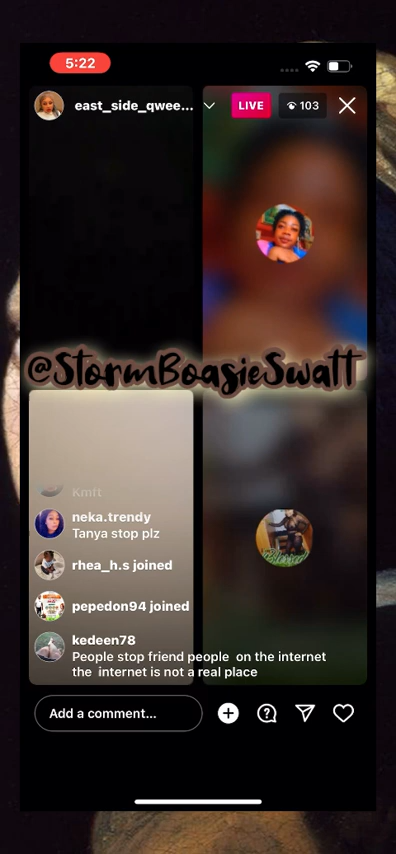 5:22
east_side_qwee...
LIVE
103
@StormBoasieSwatt
Kmft
neka.trendy
Tanya stop plz
rhea_h.s joined
pepedon94 joined
kedeen78
People stop friend people on the internet
the internet is not a real place
Add a comment...